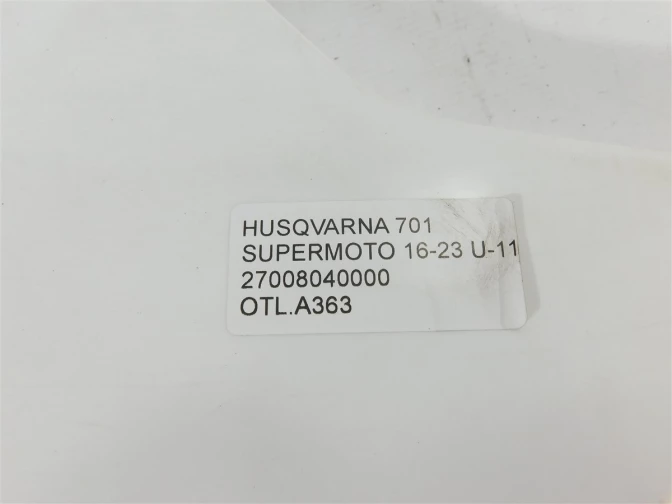 HUSQVARNA 701
SUPERMOTO 16-23 U-11
27008040000
OTL.A363